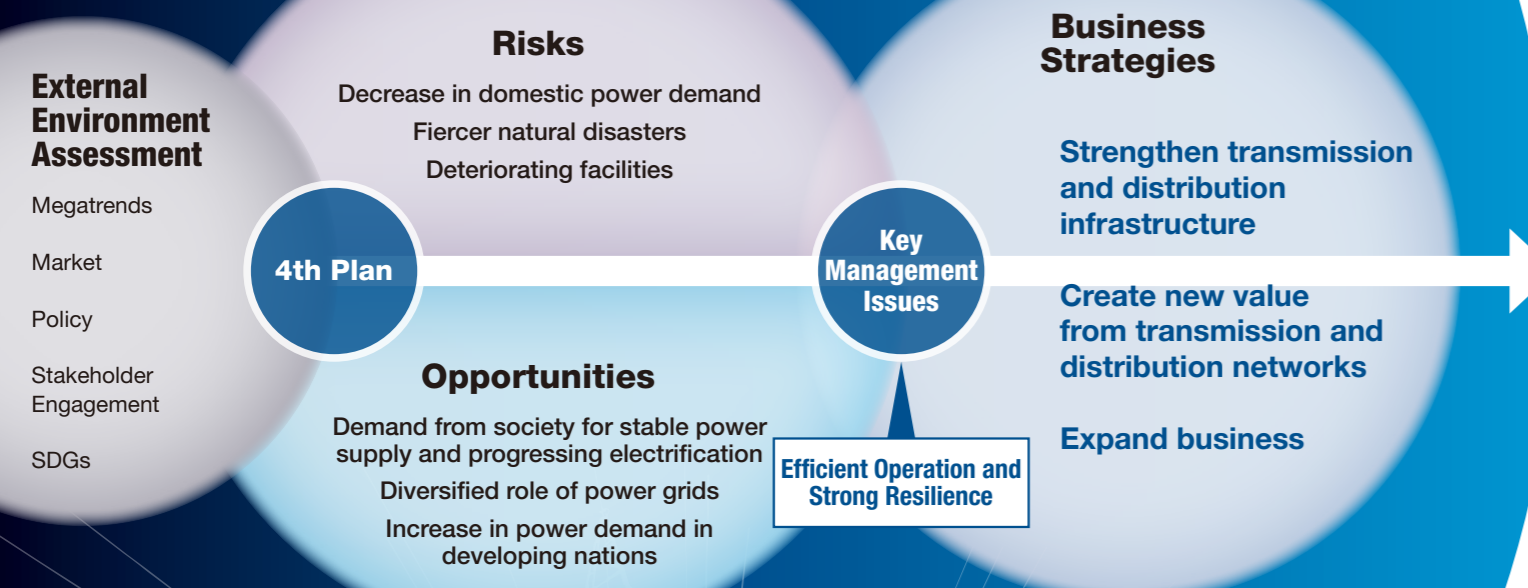 External
Environment
Assessment
Megatrends
Market
Policy
Stakeholder
Engagement
SDGs
4th Plan
Risks
Decrease in domestic power demand
Fiercer natural disasters
Deteriorating facilities
Opportunities
Demand from society for stable power
supply and progressing electrification
Diversified role of power grids
Increase in power demand in
developing nations
Key
Management
Issues
Efficient Operation and
Strong Resilience
Business
Strategies
Strengthen transmission
and distribution
infrastructure
Create new value
from transmission and
distribution networks
Expand business